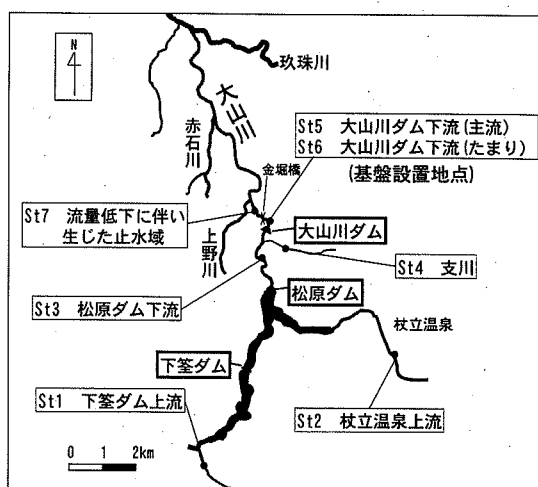 N
玖珠川
大山川
赤石川
St5 大山川ダム下流(主流)
St6 大山川ダム下流(たまり)
(基盤設置地点)
金堀橋
St7 流量低下に伴い
生じた止水域
上野川
大山川ダム
St4 支川
St3 松原ダム下流
松原ダム
杖立温泉
下筌ダム
St1 下筌ダム上流
St2 杖立温泉上流
0 1 2km